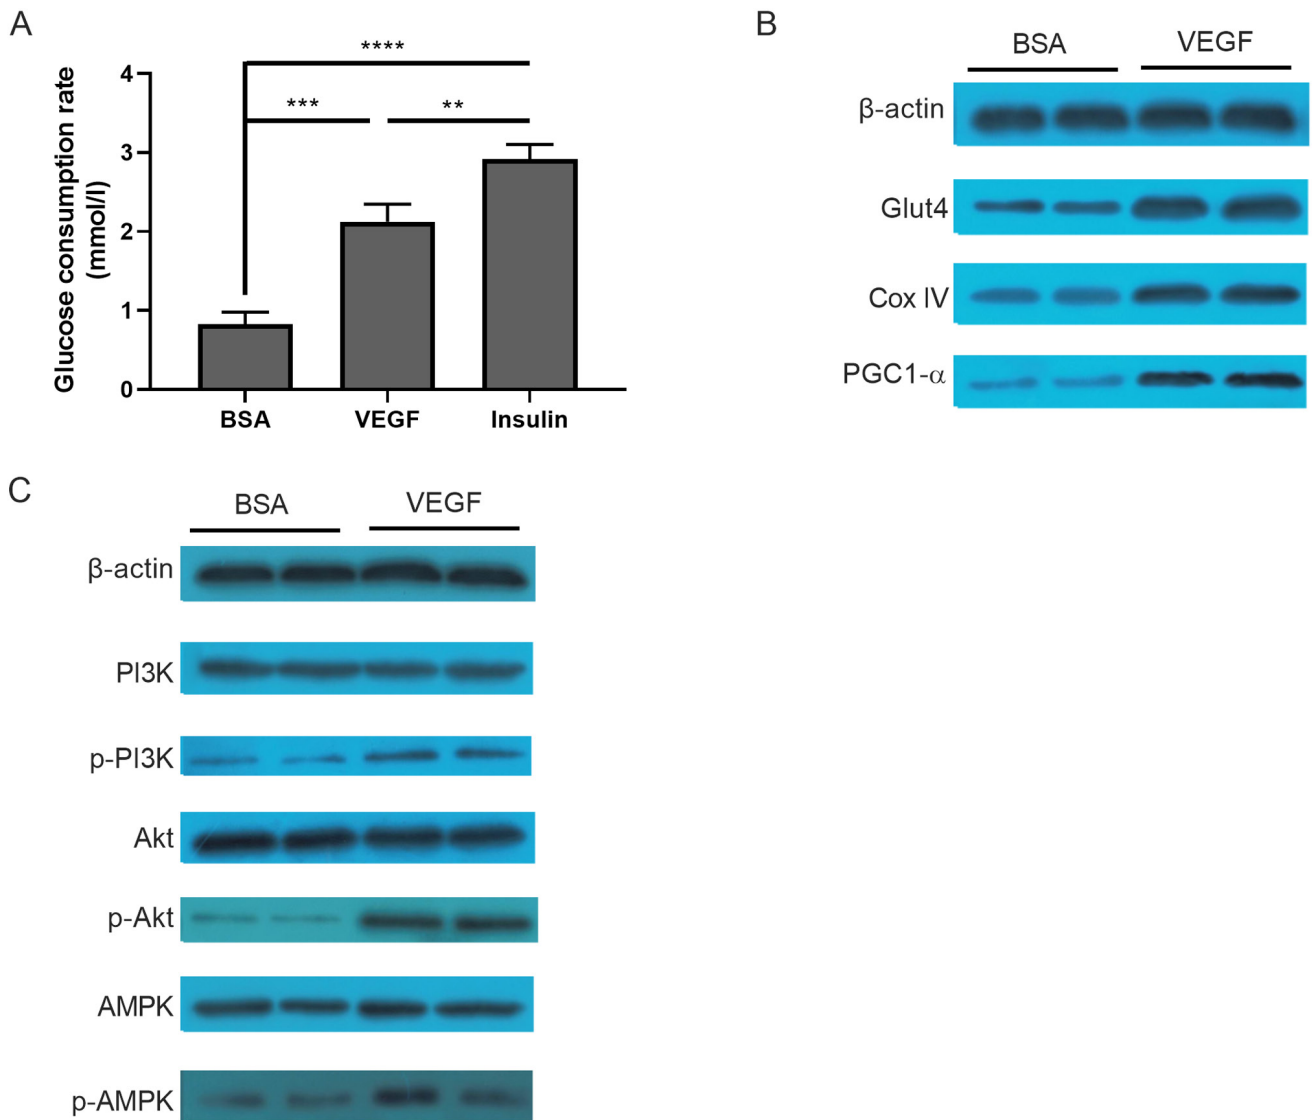 A
****
***
**
Glucose consumption rate
(mmol/l)
4
3
2
1
0
BSA
VEGF
Insulin
B
BSA
VEGF
β-actin
Glut4
Cox IV
PGC1-α
C
BSA
VEGF
β-actin
PI3K
p-PI3K
Akt
p-Akt
AMPK
p-AMPK